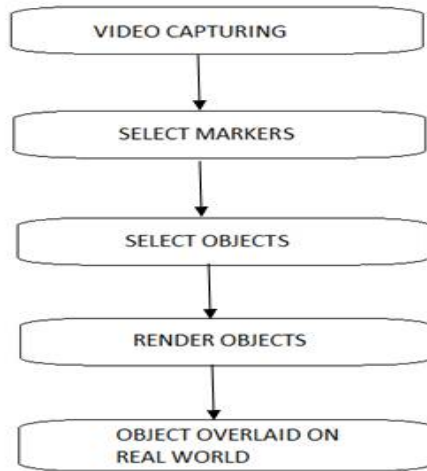 VIDEO CAPTURING
SELECT MARKERS
SELECT OBJECTS
RENDER OBJECTS
OBJECT OVERLAID ON
REAL WORLD